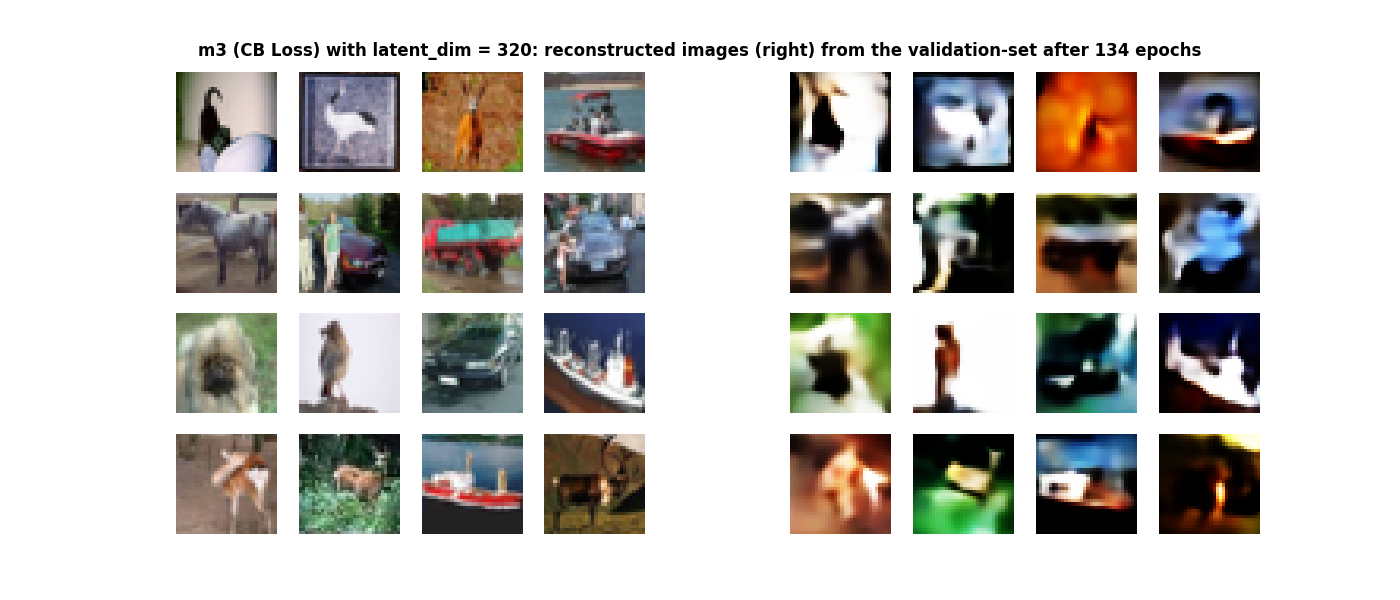 m3 (CB Loss) with latent_dim = 320: reconstructed images (right) from the validation-set after 134 epochs